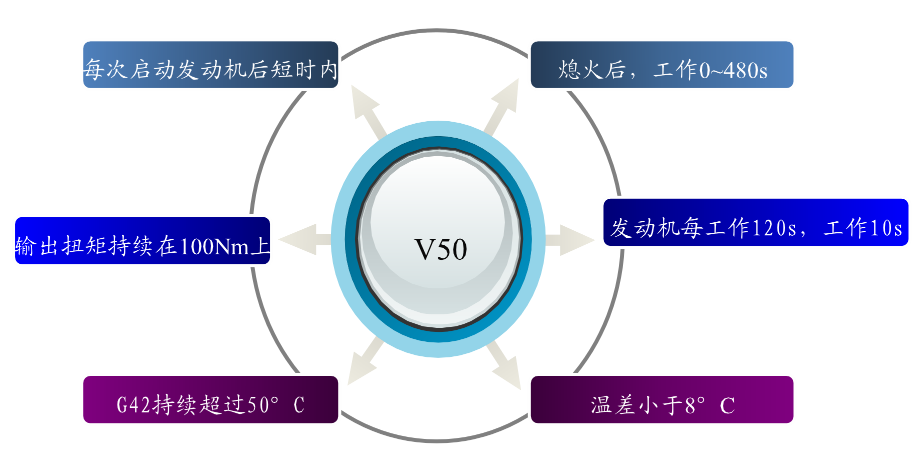 每次启动发动机后短时内
熄火后，工作0~480s
输出扭矩持续在100Nm上
V50
发动机每工作120s，工作10s
G42持续超过50°C
温差小于8°C